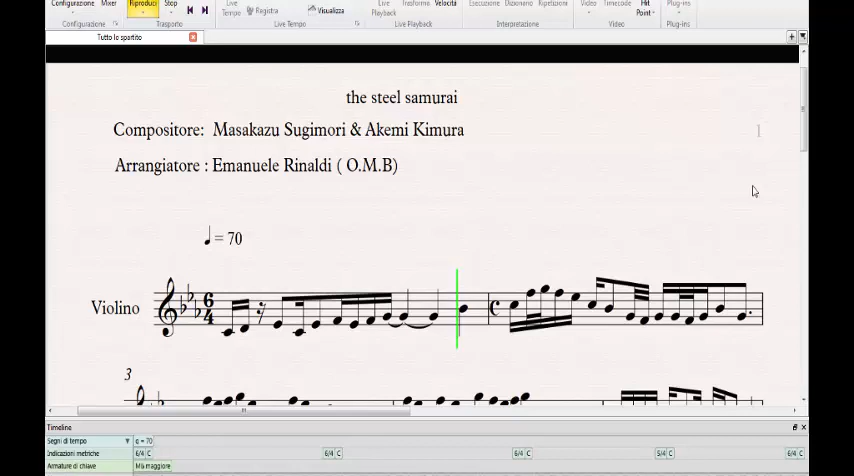 Configurazione Mixer Riproduci Stop Live Tempo Registra Visualizza Live Playback Trasforma Velocità Esecuzione Dizionario Ripetizioni Video Timecode Hit Point Plug-ins
Configurazione Trasporto Live Tempo Live Playback Interpretazione Video Plug-ins
Tutto lo spartito
the steel samurai
Compositore: Masakazu Sugimori & Akemi Kimura
1
Arrangiatore : Emanuele Rinaldi ( O.M.B)
= 70
Violino
6
4
3
Timeline
Segni di tempo q = 70
Indicazioni metriche 6/4 C 6/4 C 6/4 C 5/4 C 6/4 C
Armature di chiave Mi♭ maggiore